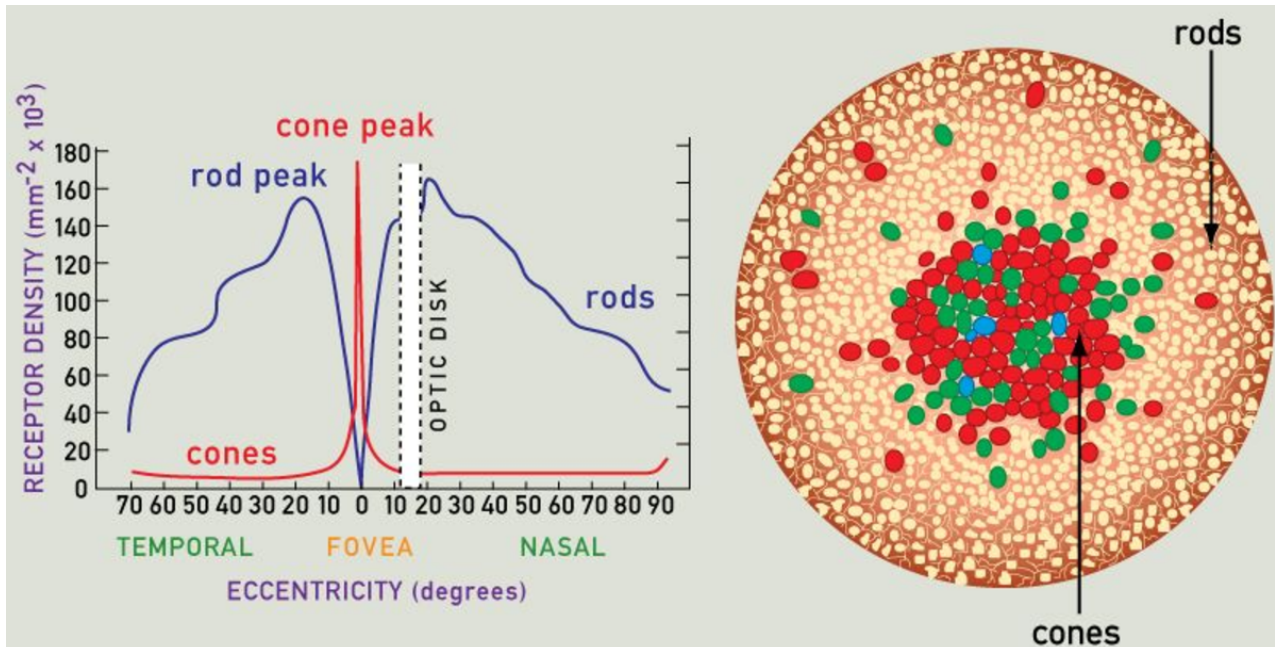 RECEPTOR DENSITY (mm⁻² x 10³)
cone peak
rod peak
180
160
140
120
100
80
60
40
20
0
rods
cones
OPTIC DISK
70 60 50 40 30 20 10 0 10 20 30 40 50 60 70 80 90
TEMPORAL FOVEA NASAL
ECCENTRICITY (degrees)
rods
cones